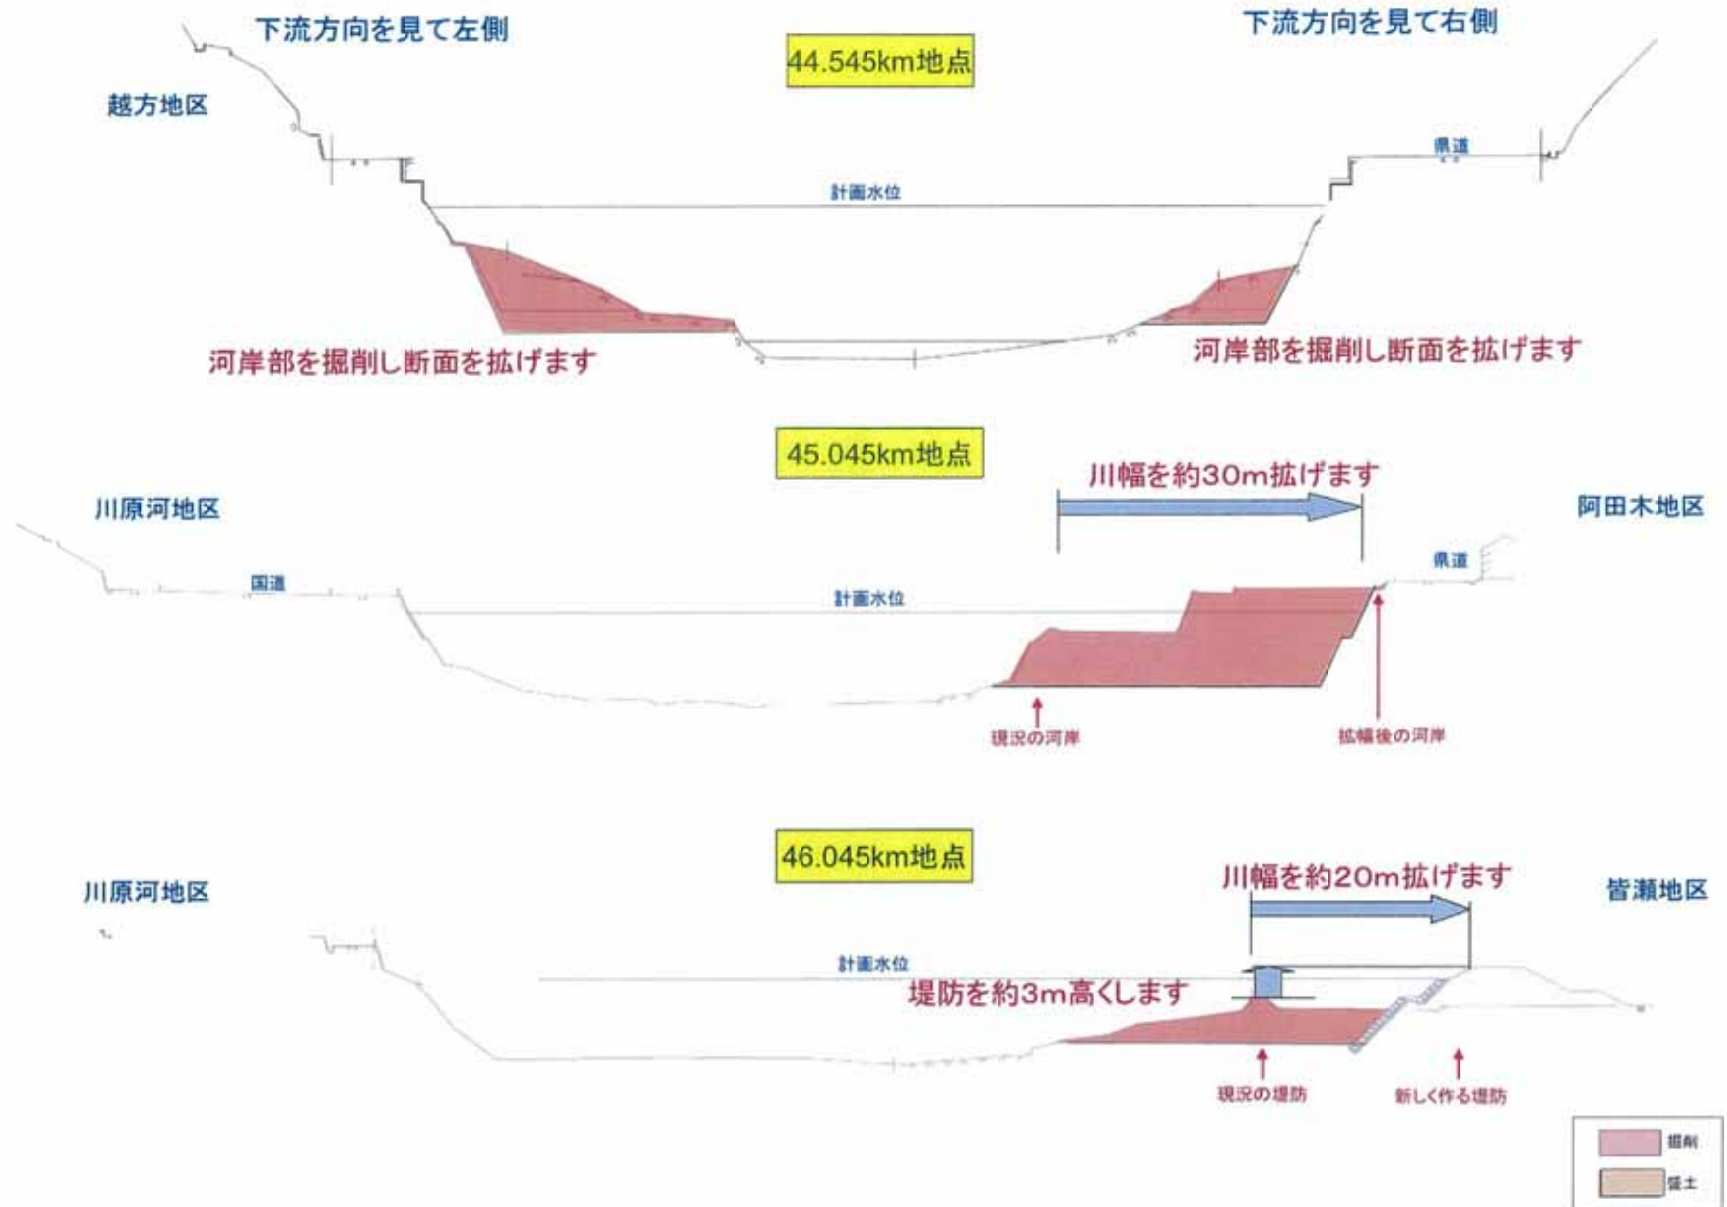 下流方向を見て左側
下流方向を見て右側
44.545km地点
越方地区
県道
計画水位
河岸部を掘削し断面を拡げます
河岸部を掘削し断面を拡げます
45.045km地点
川幅を約30m拡げます
川原河地区
阿田木地区
国道
県道
計画水位
現況の河岸
拡幅後の河岸
46.045km地点
川幅を約20m拡げます
川原河地区
皆瀬地区
計画水位
堤防を約3m高くします
現況の堤防
新しく作る堤防
掘削
盛土